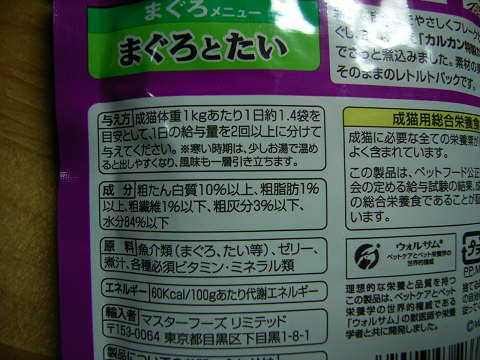 まぐろメニュー
まぐろとたい
やさしくフレーク
「カルカン
でさっと煮込みました。素材の
そのままのレトルトパックです。
与え方 成猫体重1kgあたり1日約1.4袋を
目安として、1日の給与量を2回以上に分けて
与えてください。※寒い時期は、少しお湯で温め
ると出しやすくなり、風味も一層引き立ちます。
成分 粗たん白質10%以上、粗脂肪1%
以上、粗繊維1%以下、粗灰分3%以下、
水分84%以下
原料 魚介類(まぐろ、たい等)、ゼリー、
煮汁、各種必須ビタミン・ミネラル類
エネルギー 60Kcal/100gあたり代謝エネルギー
輸入者 マスターフーズ リミテッド
〒153-0064 東京都目黒区下目黒1-8-1
成猫用総合栄養食
成猫に必要な全ての栄養素が
よく含まれています。
この製品は、ペットフード公正
会の定める給与試験の結果、成
の総合栄養食であることが
います。
ウォルサム®
ペットケアとペット栄養学の
世界的権威
プラ
PP,M
理想的な栄養と品質を持つ
この製品は、ペットケアとペット
栄養学の世界的な権威である
「ウォルサム」の獣医師や栄養
学者と共に開発しました。